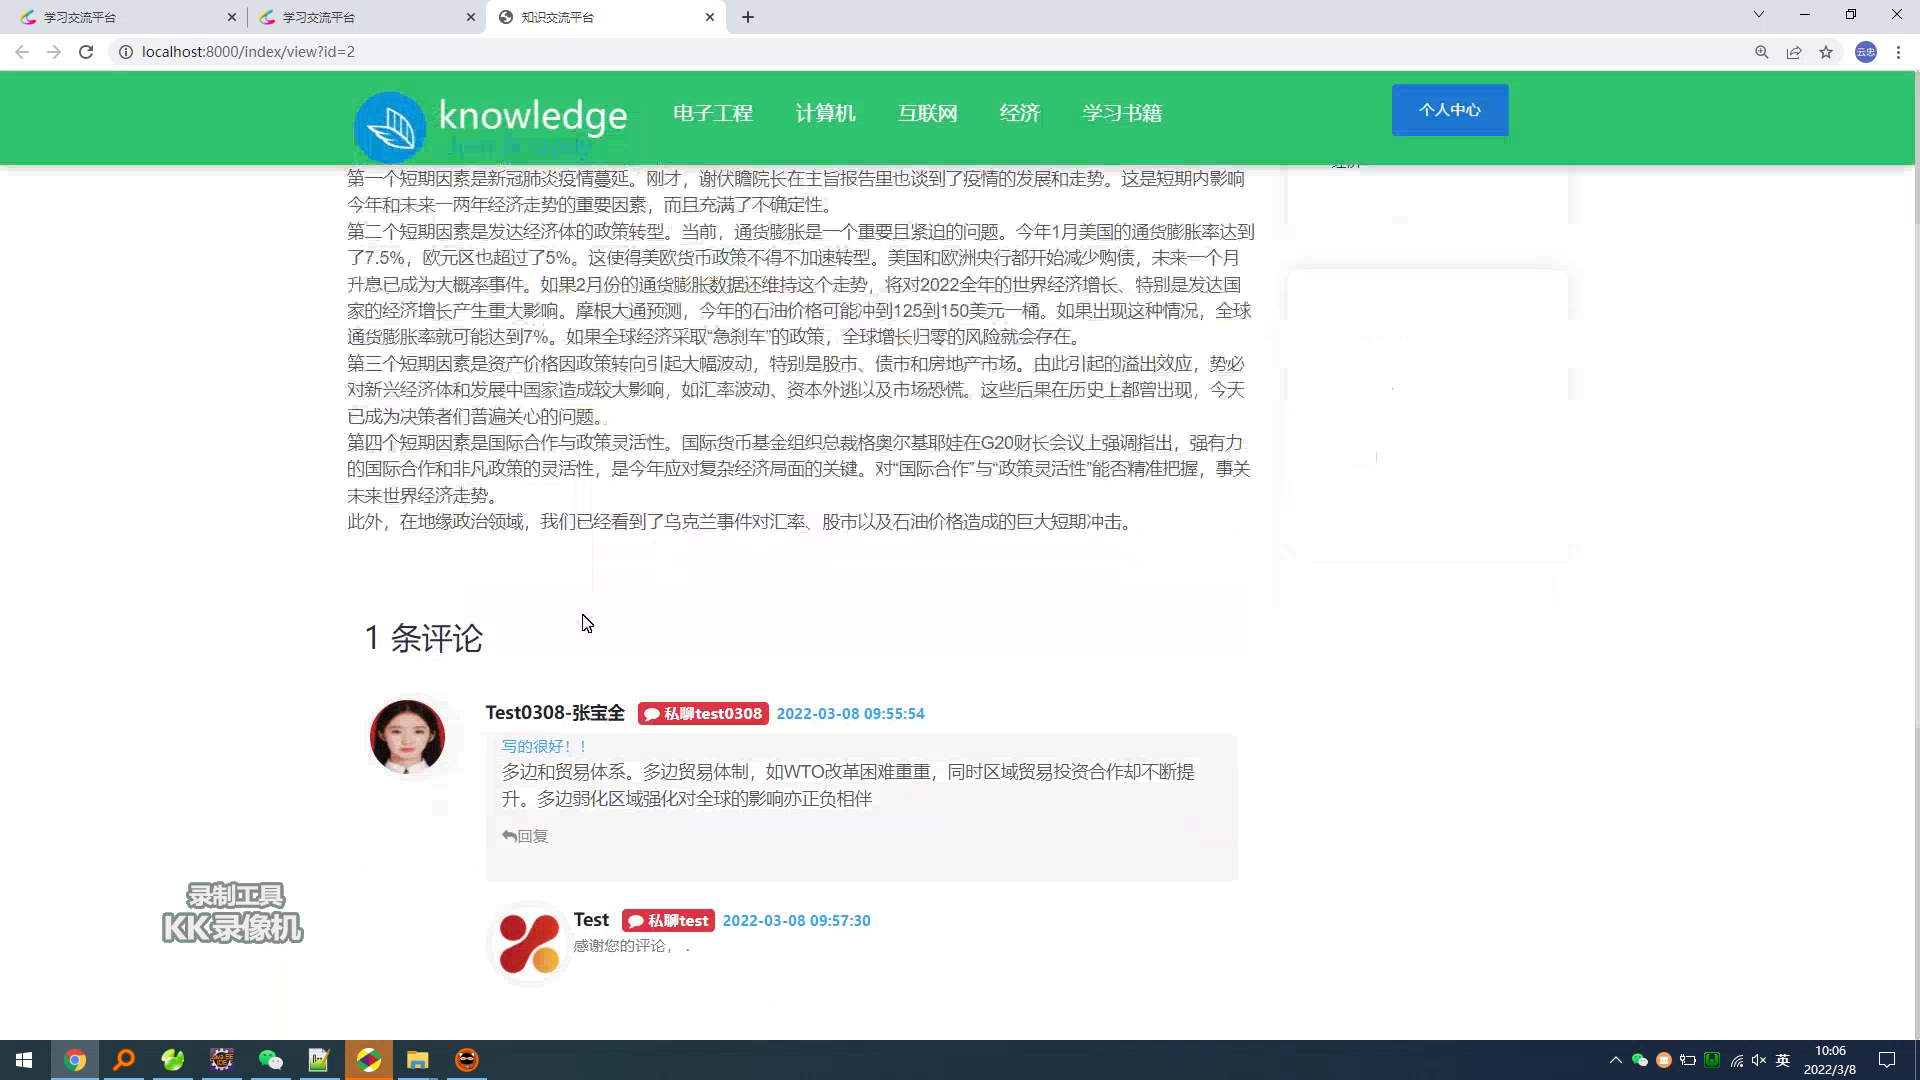 学习交流平台
学习交流平台
知识交流平台
localhost:8000/index/view?id=2
云忠
knowledge
电子工程
计算机
互联网
经济
学习书籍
个人中心
第一个短期因素是新冠肺炎疫情蔓延。刚才，谢伏瞻院长在主旨报告里也谈到了疫情的发展和走势。这是短期内影响
今年和未来一两年经济走势的重要因素，而且充满了不确定性。
第二个短期因素是发达经济体的政策转型。当前，通货膨胀是一个重要且紧迫的问题。今年1月美国的通货膨胀率达到
了7.5%，欧元区也超过了5%。这使得美欧货币政策不得不加速转型。美国和欧洲央行都开始减少购债，未来一个月
升息已成为大概率事件。如果2月份的通货膨胀数据还维持这个走势，将对2022全年的世界经济增长、特别是发达国
家的经济增长产生重大影响。摩根大通预测，今年的石油价格可能冲到125到150美元一桶。如果出现这种情况，全球
通货膨胀率就可能达到7%。如果全球经济采取“急刹车”的政策，全球增长归零的风险就会存在。
第三个短期因素是资产价格因政策转向引起大幅波动，特别是股市、债市和房地产市场。由此引起的溢出效应，势必
对新兴经济体和发展中国家造成较大影响，如汇率波动、资本外逃以及市场恐慌。这些后果在历史上都曾出现，今天
已成为决策者们普遍关心的问题。
第四个短期因素是国际合作与政策灵活性。国际货币基金组织总裁格奥尔基耶娃在G20财长会议上强调指出，强有力
的国际合作和非凡政策的灵活性，是今年应对复杂经济局面的关键。对“国际合作”与“政策灵活性”能否精准把握，事关
未来世界经济走势。
此外，在地缘政治领域，我们已经看到了乌克兰事件对汇率、股市以及石油价格造成的巨大短期冲击。
1 条评论
Test0308-张宝全 私聊test0308 2022-03-08 09:55:54
写的很好！！
多边和贸易体系。多边贸易体制，如WTO改革困难重重，同时区域贸易投资合作却不断提
升。多边弱化区域强化对全球的影响亦正负相伴
回复
Test 私聊test 2022-03-08 09:57:30
感谢您的评论，.
录制工具
KK录像机
英
10:06
2022/3/8